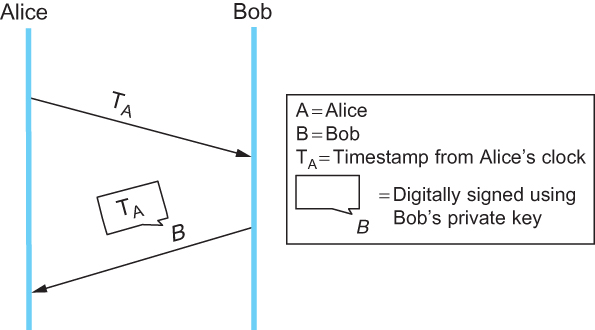 Alice
Bob
T_A
T_A
B
A=Alice
B=Bob
T_A=Timestamp from Alice's clock
=Digitally signed using
Bob's private key
B